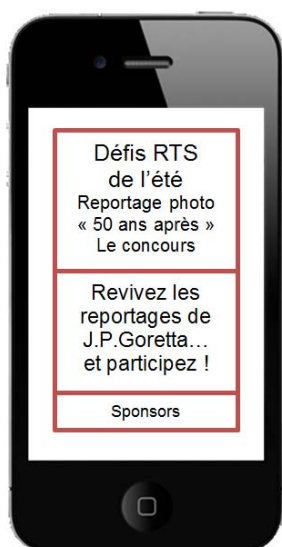 Défis RTS
de l'été
Reportage photo
« 50 ans après »
Le concours
Revivez les
reportages de
J.P.Goretta…
et participez !
Sponsors